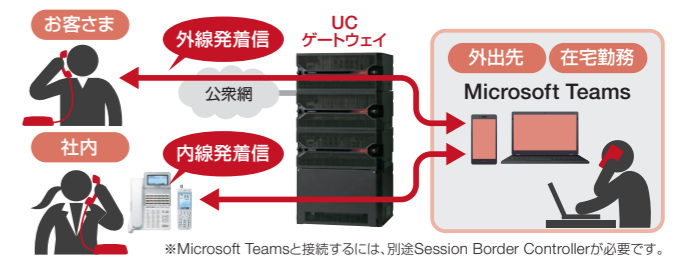 お客さま
外線発着信
UC
ゲートウェイ
公衆網
外出先
在宅勤務
Microsoft Teams
社内
内線発着信
※Microsoft Teamsと接続するには、別途Session Border Controllerが必要です。